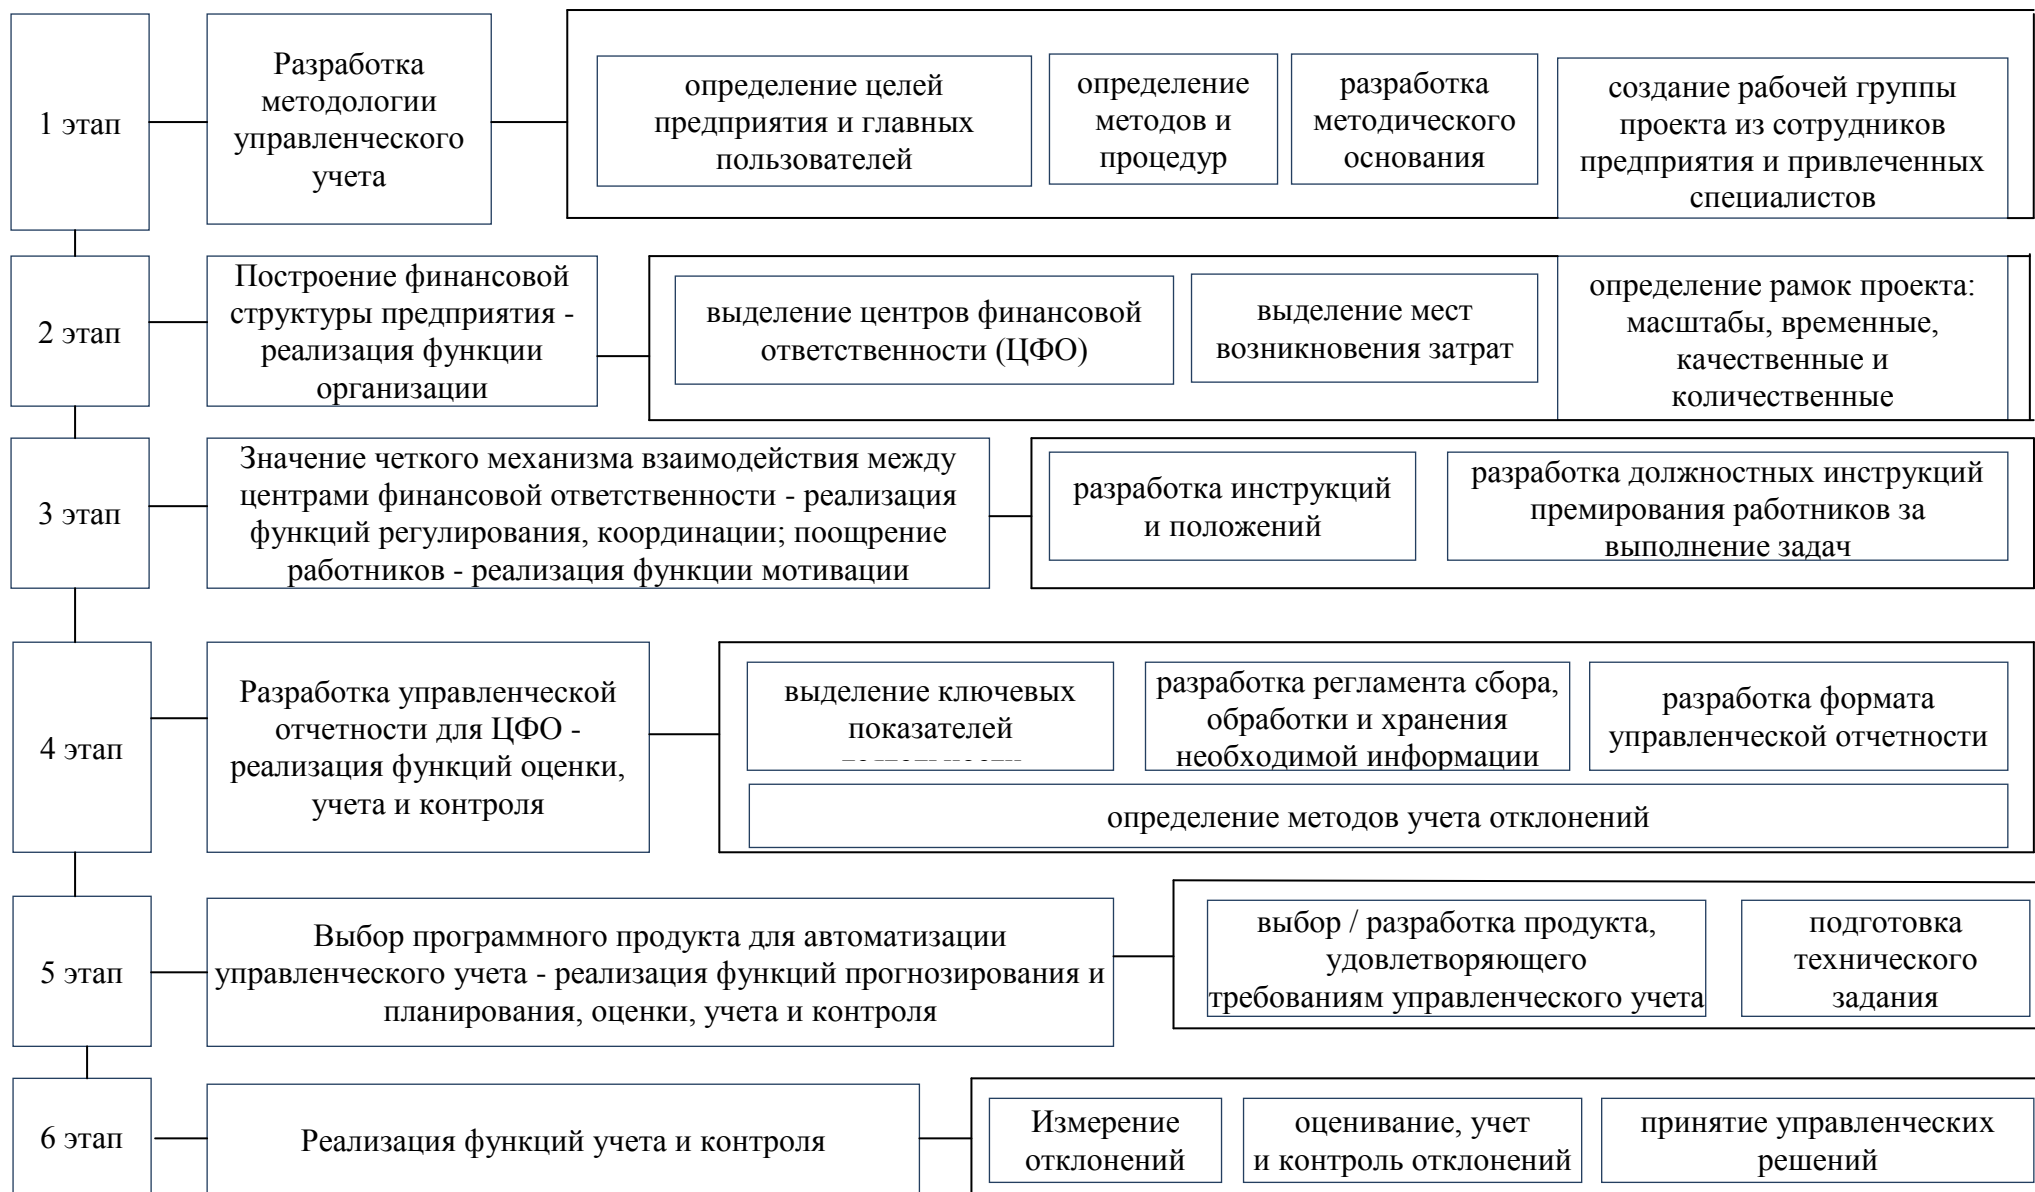 1 этап
Разработка
методологии
управленческого
учета
определение целей
предприятия и главных
пользователей
определение
методов и
процедур
разработка
методического
основания
создание рабочей группы
проекта из сотрудников
предприятия и привлеченных
специалистов
2 этап
Построение финансовой
структуры предприятия -
реализация функции
организации
выделение центров финансовой
ответственности (ЦФО)
выделение мест
возникновения затрат
определение рамок проекта:
масштабы, временные,
качественные и
количественные
3 этап
Значение четкого механизма взаимодействия между
центрами финансовой ответственности - реализация
функций регулирования, координации; поощрение
работников - реализация функции мотивации
разработка инструкций
и положений
разработка должностных инструкций
премирования работников за
выполнение задач
4 этап
Разработка управленческой
отчетности для ЦФО -
реализация функций оценки,
учета и контроля
выделение ключевых
показателей
разработка регламента сбора,
обработки и хранения
необходимой информации
разработка формата
управленческой отчетности
определение методов учета отклонений
5 этап
Выбор программного продукта для автоматизации
управленческого учета - реализация функций прогнозирования и
планирования, оценки, учета и контроля
выбор / разработка продукта,
удовлетворяющего
требованиям управленческого учета
подготовка
технического
задания
6 этап
Реализация функций учета и контроля
Измерение
отклонений
оценивание, учет
и контроль отклонений
принятие управленческих
решений